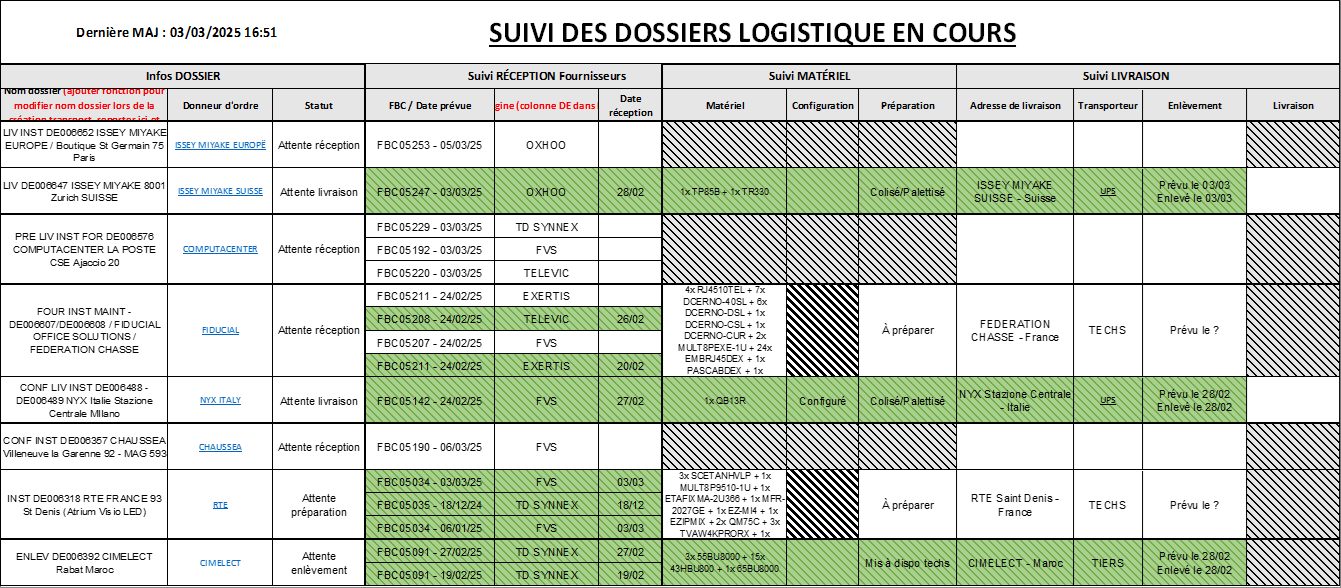 Dernière MAJ : 03/03/2025 16:51
SUIVI DES DOSSIERS LOGISTIQUE EN COURS
Infos DOSSIER
Suivi RÉCEPTION Fournisseurs
Suivi MATÉRIEL
Suivi LIVRAISON
Nom dossier (ajouter fonction pour
modifier nom dossier lors de la
création transport, reporter ici et
Donneur d'ordre
Statut
FBC / Date prévue
gine (colonne DE dans
Date
réception
Matériel
Configuration
Préparation
Adresse de livraison
Transporteur
Enlèvement
Livraison
LIV INST DE006652 ISSEY MIYAKE
EUROPE / Boutique St Germain 75
Paris
ISSEY MIYAKE EUROPE
Attente réception
FBC05253 - 05/03/25
OXHOO
LIV DE006647 ISSEY MIYAKE 8001
Zurich SUISSE
ISSEY MIYAKE SUISSE
Attente livraison
FBC05247 - 03/03/25
OXHOO
28/02
1x TP85B + 1x TR330
Colisé/Palettisé
ISSEY MIYAKE
SUISSE - Suisse
UPS
Prévu le 03/03
Enlevé le 03/03
PRE LIV INST FOR DE006576
COMPUTACENTER LA POSTE
CSE Ajaccio 20
COMPUTACENTER
Attente réception
FBC05229 - 03/03/25
TD SYNNEX
FBC05192 - 03/03/25
FVS
FBC05220 - 03/03/25
TELEVIC
FOUR INST MAINT -
DE006607/DE006608 / FIDUCIAL
OFFICE SOLUTIONS /
FEDERATION CHASSE
FIDUCIAL
Attente réception
FBC05211 - 24/02/25
EXERTIS
FBC05208 - 24/02/25
TELEVIC
26/02
FBC05207 - 24/02/25
FVS
FBC05211 - 24/02/25
EXERTIS
20/02
4x RJ4510TEL + 7x
DCERNO-40SL + 6x
DCERNO-DSL + 1x
DCERNO-CSL + 1x
DCERNO-CUR + 2x
MULT8PEXE-1U + 24x
EMBRJ45DEX + 1x
PASCABDEX + 1x
À préparer
FEDERATION
CHASSE - France
TECHS
Prévu le ?
CONF LIV INST DE006488 -
DE006489 NYX Italie Stazione
Centrale MIlano
NYX ITALY
Attente livraison
FBC05142 - 24/02/25
FVS
27/02
1x QB13R
Configuré
Colisé/Palettisé
NYX Stazione Centrale
- Italie
UPS
Prévu le 28/02
Enlevé le 28/02
CONF INST DE006357 CHAUSSEA
Villeneuve la Garenne 92 - MAG 593
CHAUSSEA
Attente réception
FBC05190 - 06/03/25
FVS
INST DE006318 RTE FRANCE 93
St Denis (Atrium Visio LED)
RTE
Attente
préparation
FBC05034 - 03/03/25
FVS
03/03
FBC05035 - 18/12/24
TD SYNNEX
18/12
FBC05034 - 06/01/25
FVS
03/03
3x SCETANHVLP + 1x
MULT8P9510-1U + 1x
ETAFIXMA-2U366 + 1x MFR-
2027GE + 1x EZ-MI4 + 1x
EZIPMIX + 2x QM75C + 3x
TVAW4KPRORX + 1x
À préparer
RTE Saint Denis -
France
TECHS
Prévu le ?
ENLEV DE006392 CIMELECT
Rabat Maroc
CIMELECT
Attente
enlèvement
FBC05091 - 27/02/25
TD SYNNEX
27/02
FBC05091 - 19/02/25
TD SYNNEX
19/02
3x 55BU8000 + 15x
43HBU800 + 1x 65BU8000
Mis à dispo techs
CIMELECT - Maroc
TIERS
Prévu le 28/02
Enlevé le 28/02